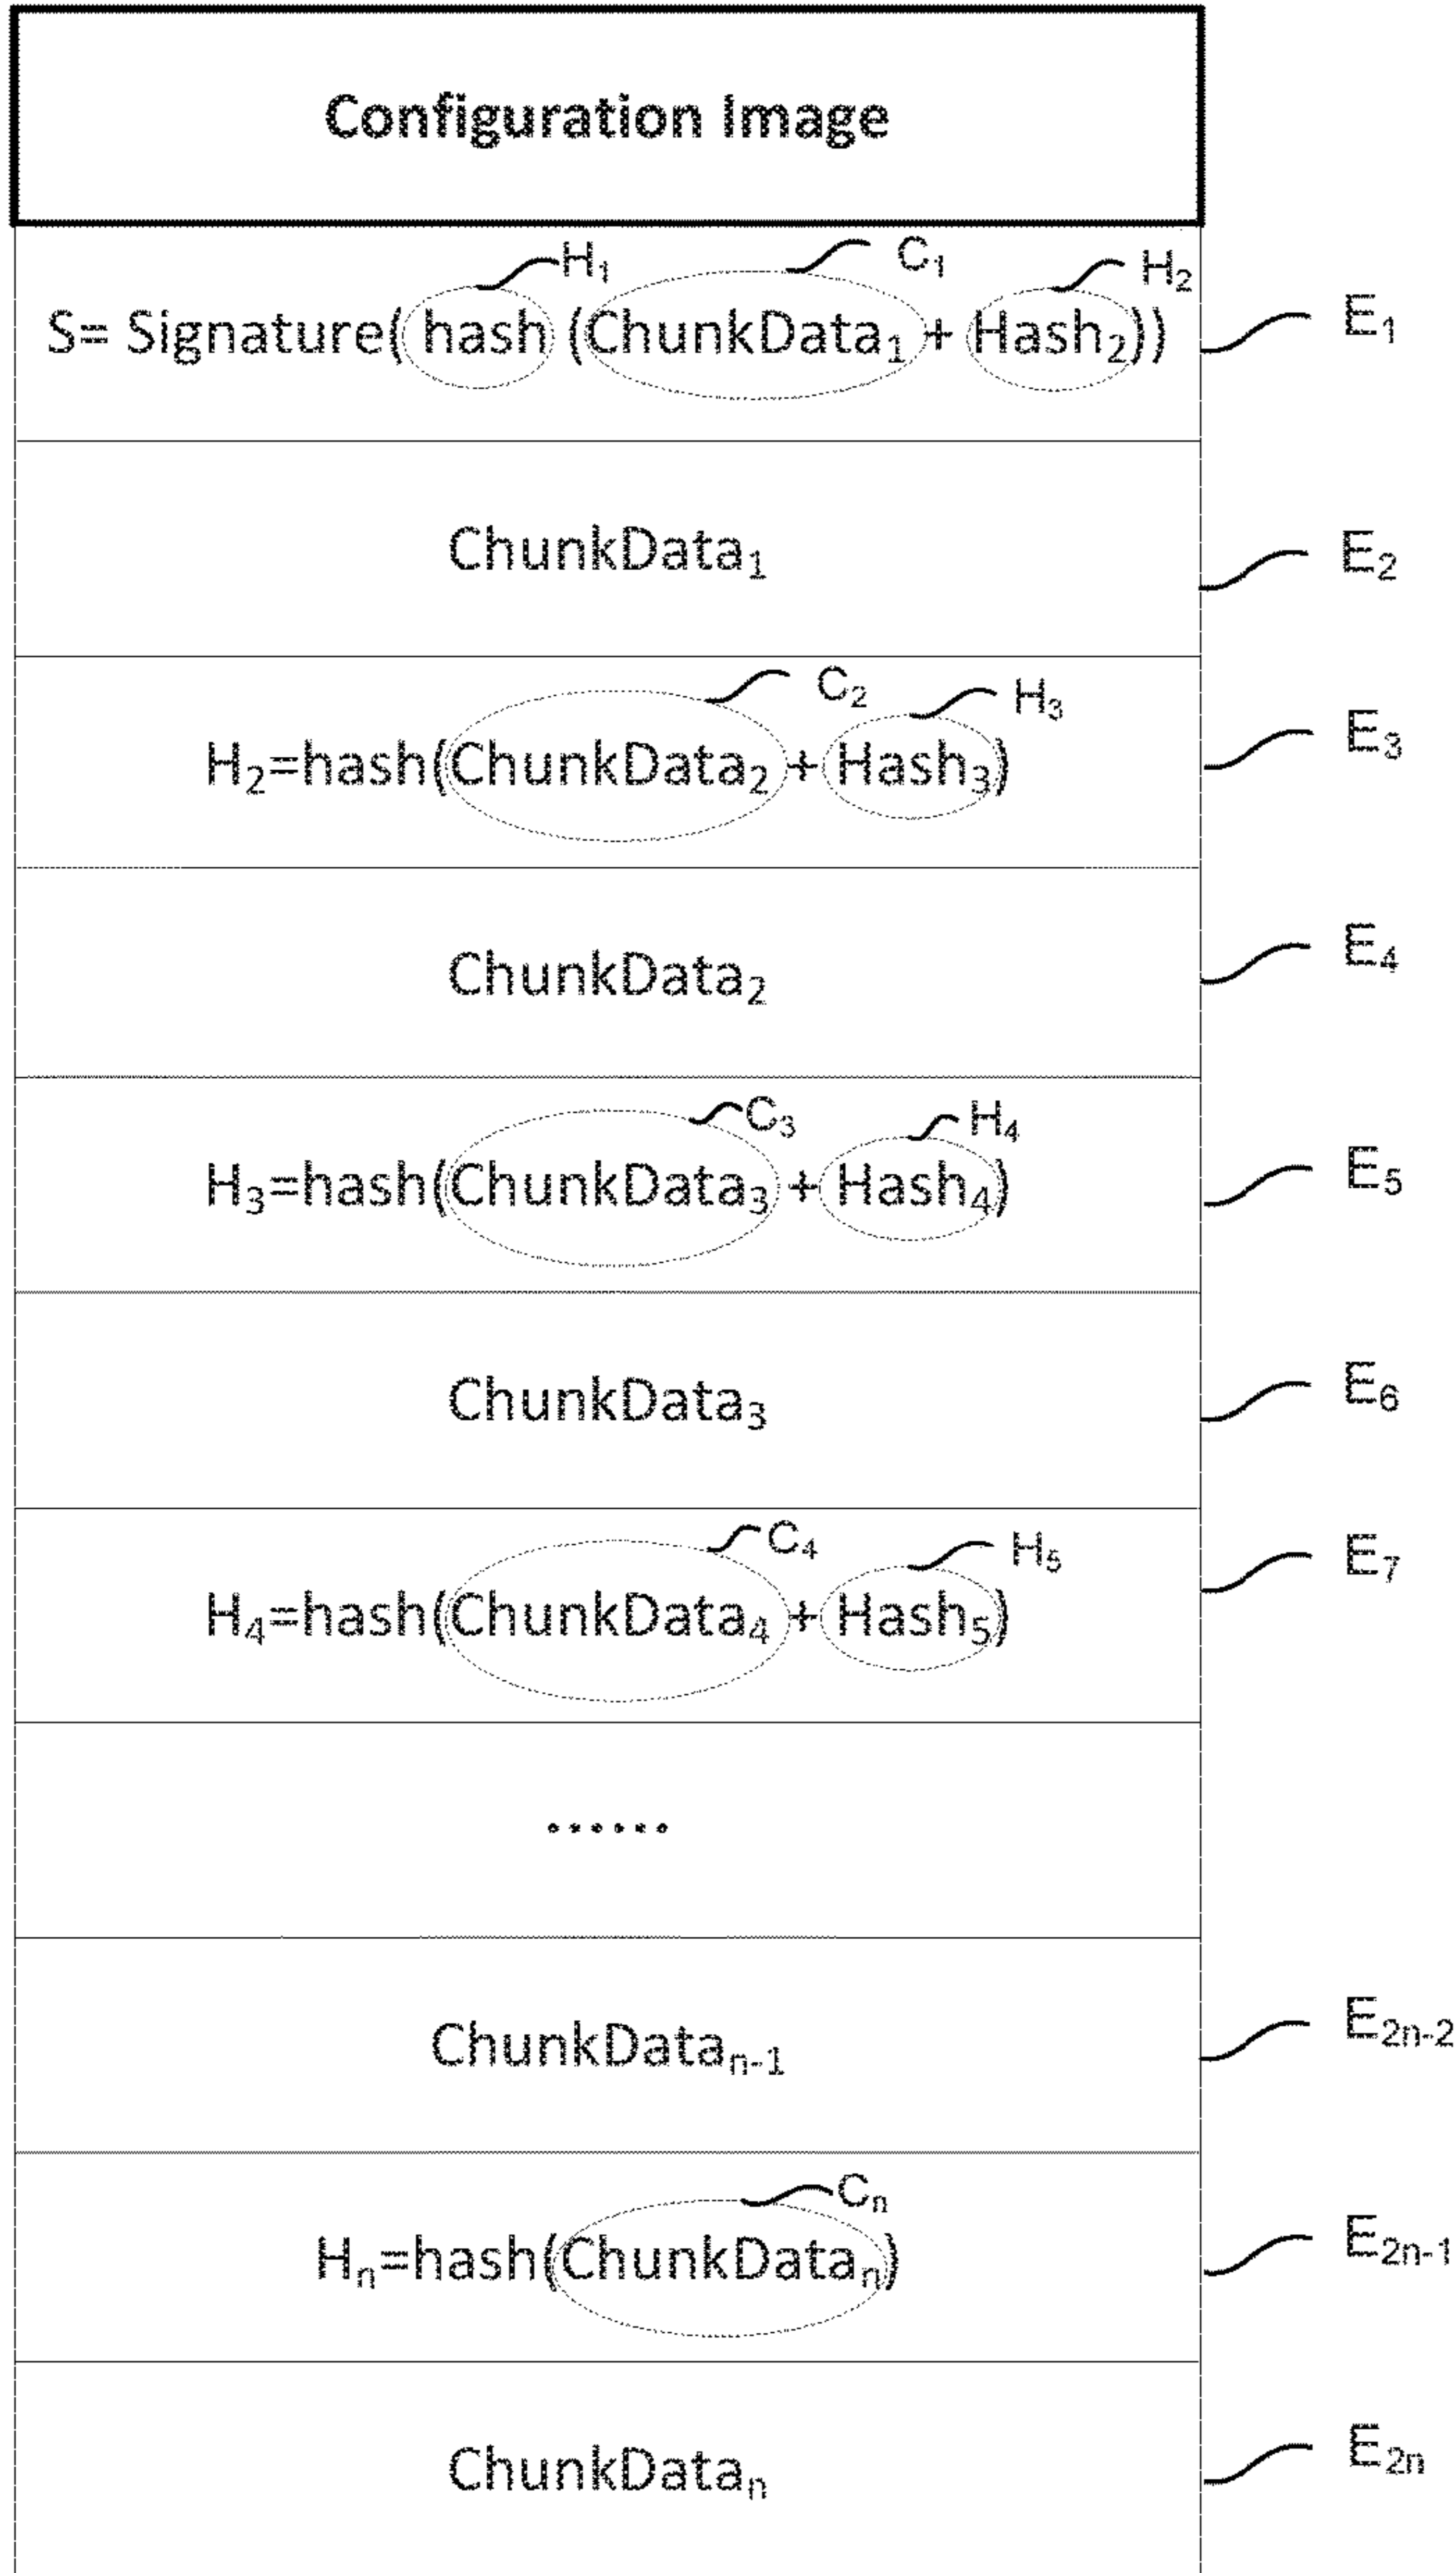 Configuration Image
H₁ C₁ H₂
S= Signature( hash (ChunkData₁ + Hash₂)) E₁
ChunkData₁ E₂
C₂ H₃
H₂=hash(ChunkData₂ + Hash₃) E₃
ChunkData₂ E₄
C₃ H₄
H₃=hash(ChunkData₃ + Hash₄) E₅
ChunkData₃ E₆
C₄ H₅ E₇
H₄=hash(ChunkData₄ + Hash₅)
......
ChunkDataₙ₋₁ E₂ₙ₋₂
Cₙ
Hₙ=hash(ChunkDataₙ) E₂ₙ₋₁
ChunkDataₙ E₂ₙ